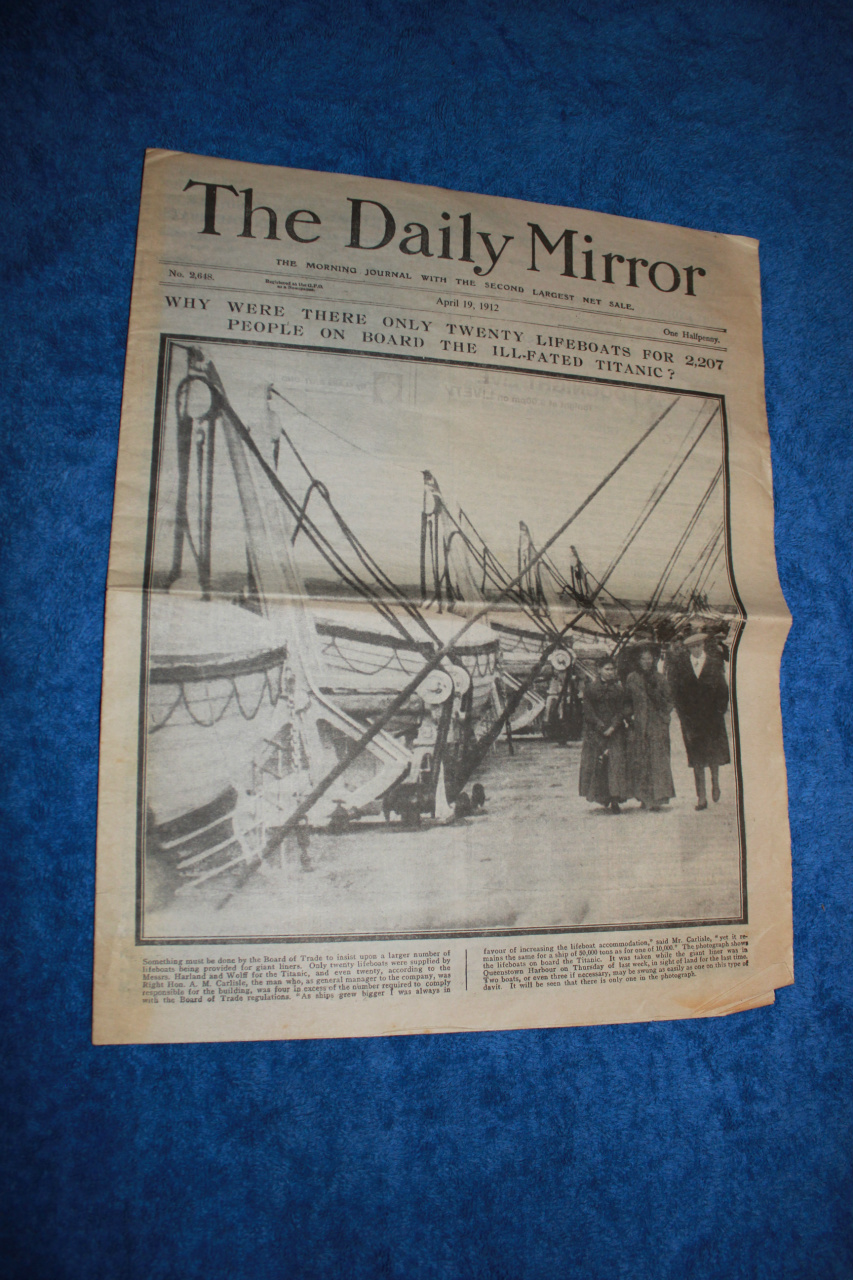 The Daily Mirror
THE MORNING JOURNAL WITH THE SECOND LARGEST NET SALE.
No. 2,648.
Registered at the G.P.O.
as a Newspaper.
April 19, 1912
One Halfpenny.
WHY WERE THERE ONLY TWENTY LIFEBOATS FOR 2,207
PEOPLE ON BOARD THE ILL-FATED TITANIC?
Something must be done by the Board of Trade to insist upon a larger number of
lifeboats being provided for giant liners. Only twenty lifeboats were supplied by
Messrs. Harland and Wolff for the Titanic, and even twenty, according to the
Right Hon. A. M. Carlisle, the man who, as general manager to the company, was
responsible for the building, was four in excess of the number required to comply
with the Board of Trade regulations. "As ships grew bigger I was always in
favour of increasing the lifeboat accommodation," said Mr. Carlisle, "yet it re-
mains the same for a ship of 50,000 tons as for one of 10,000." The photograph shows
the lifeboats on board the Titanic. It was taken while the giant liner was in
Queenstown Harbour on Thursday of last week, in sight of land for the last time.
Two boats, or even three if necessary, may be swung as easily as one on this type of
davit. It will be seen that there is only one in the photograph.